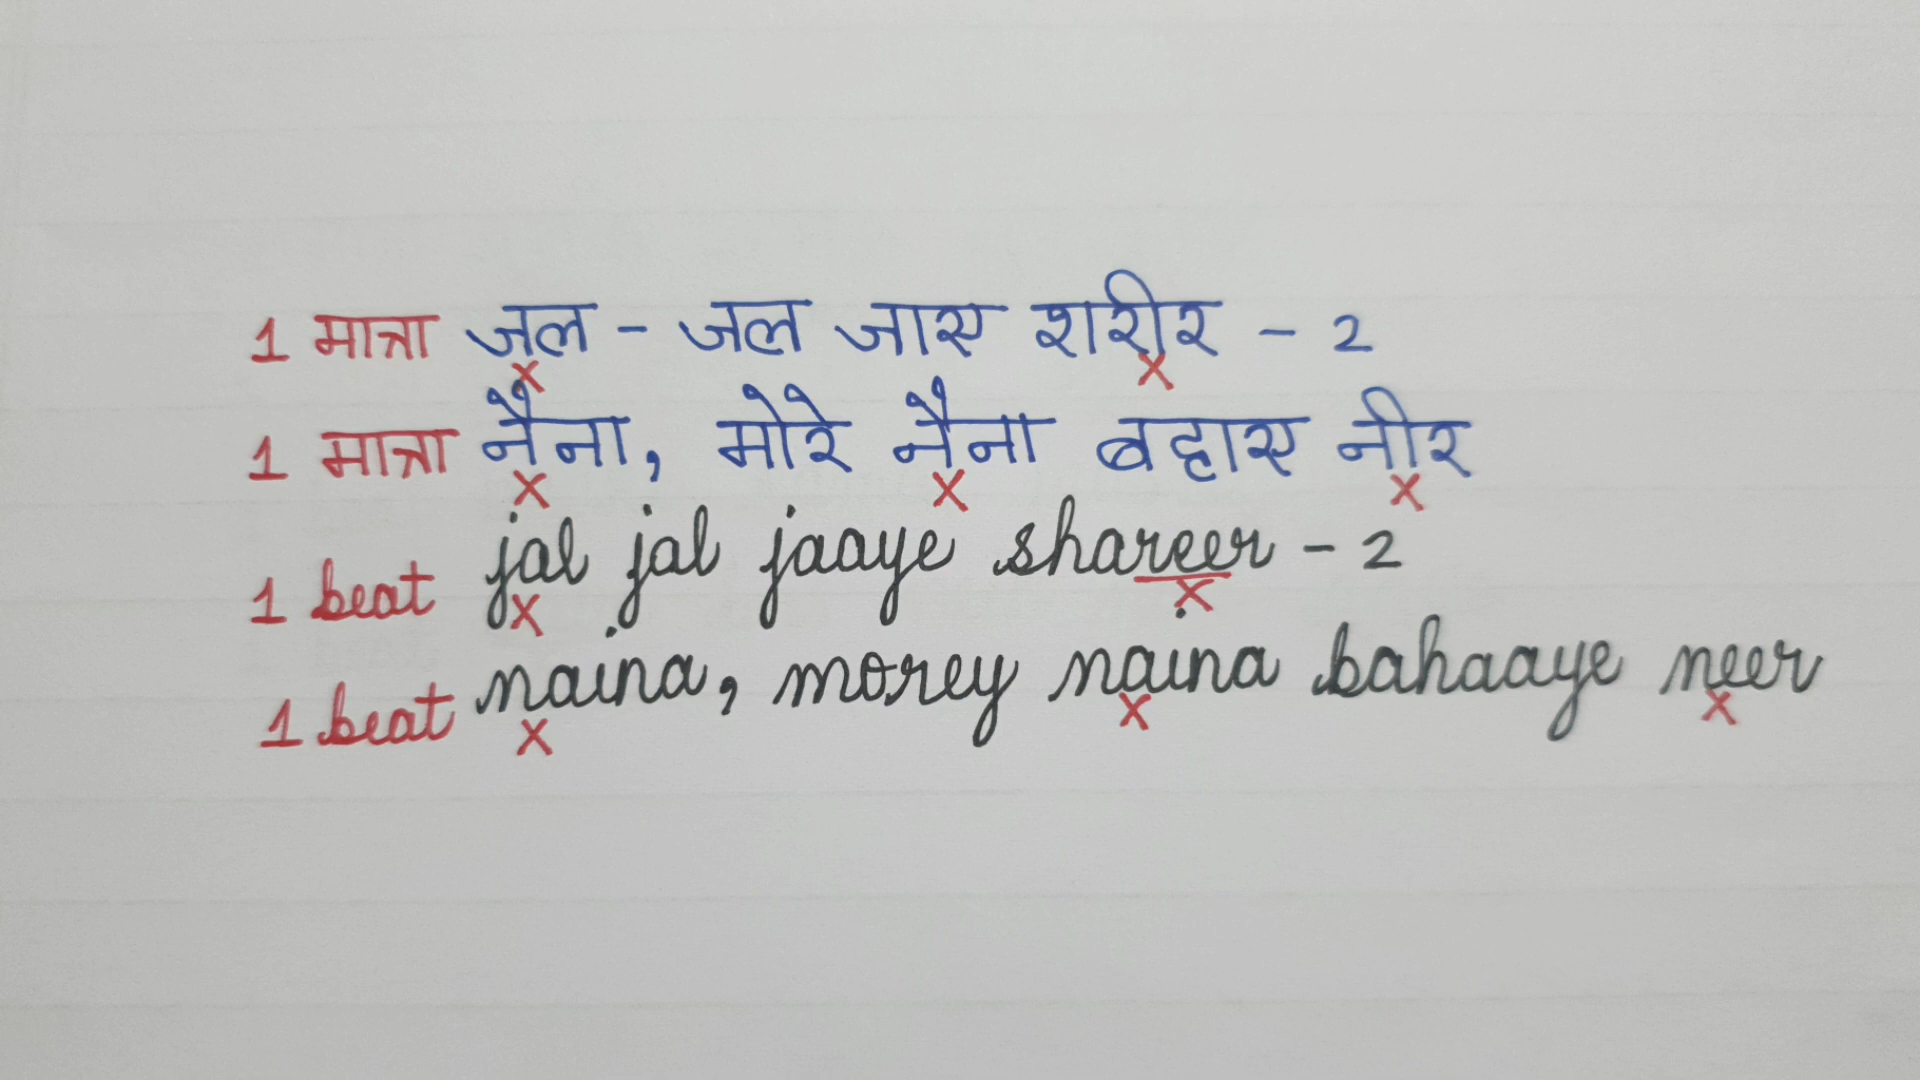 1 मात्रा जल - जल जाए शरीर - 2
x x
1 मात्रा नैना, मोरे नैना बहाए नीर
x x x
1 beat jal jal jaaye shareer - 2
x x
1 beat naina, morey naina bahaaye neer
x x x